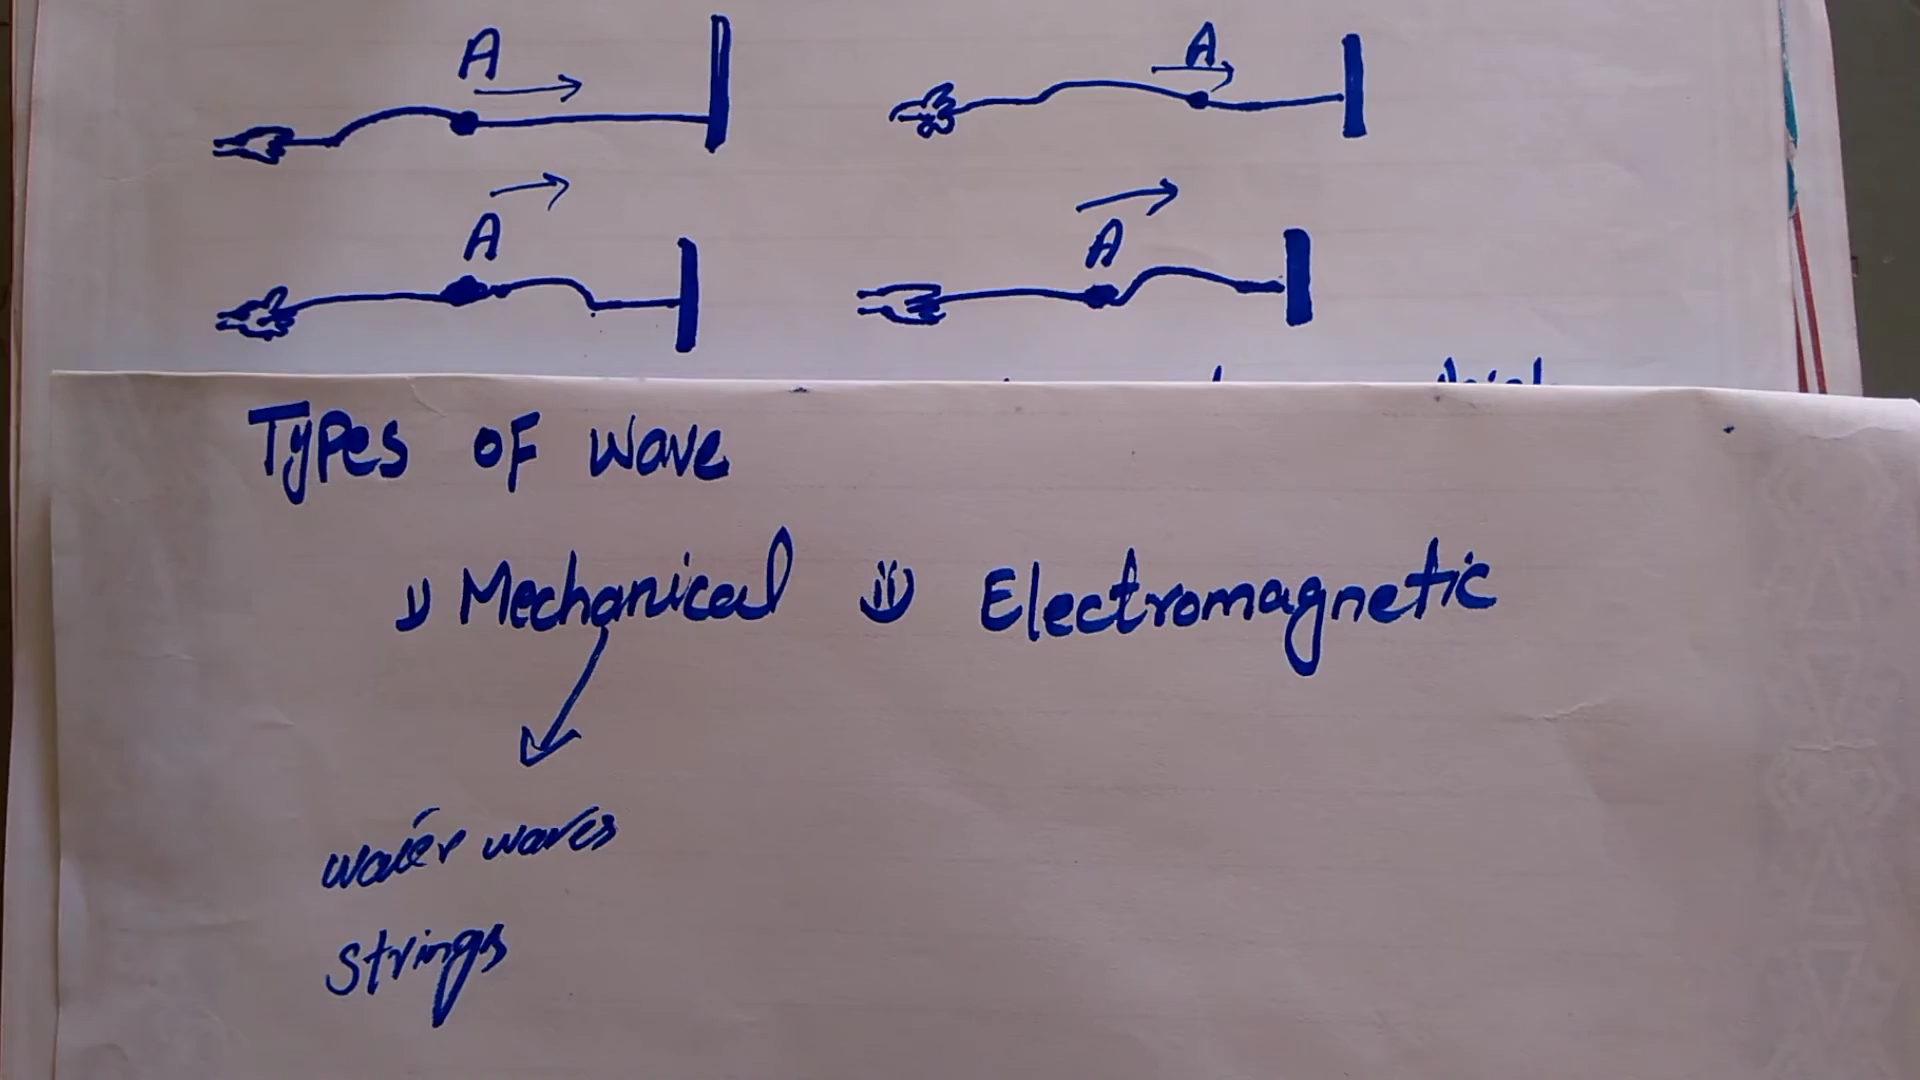 A A
A A
Types of wave
i) Mechanical ii) Electromagnetic
water waves
strings